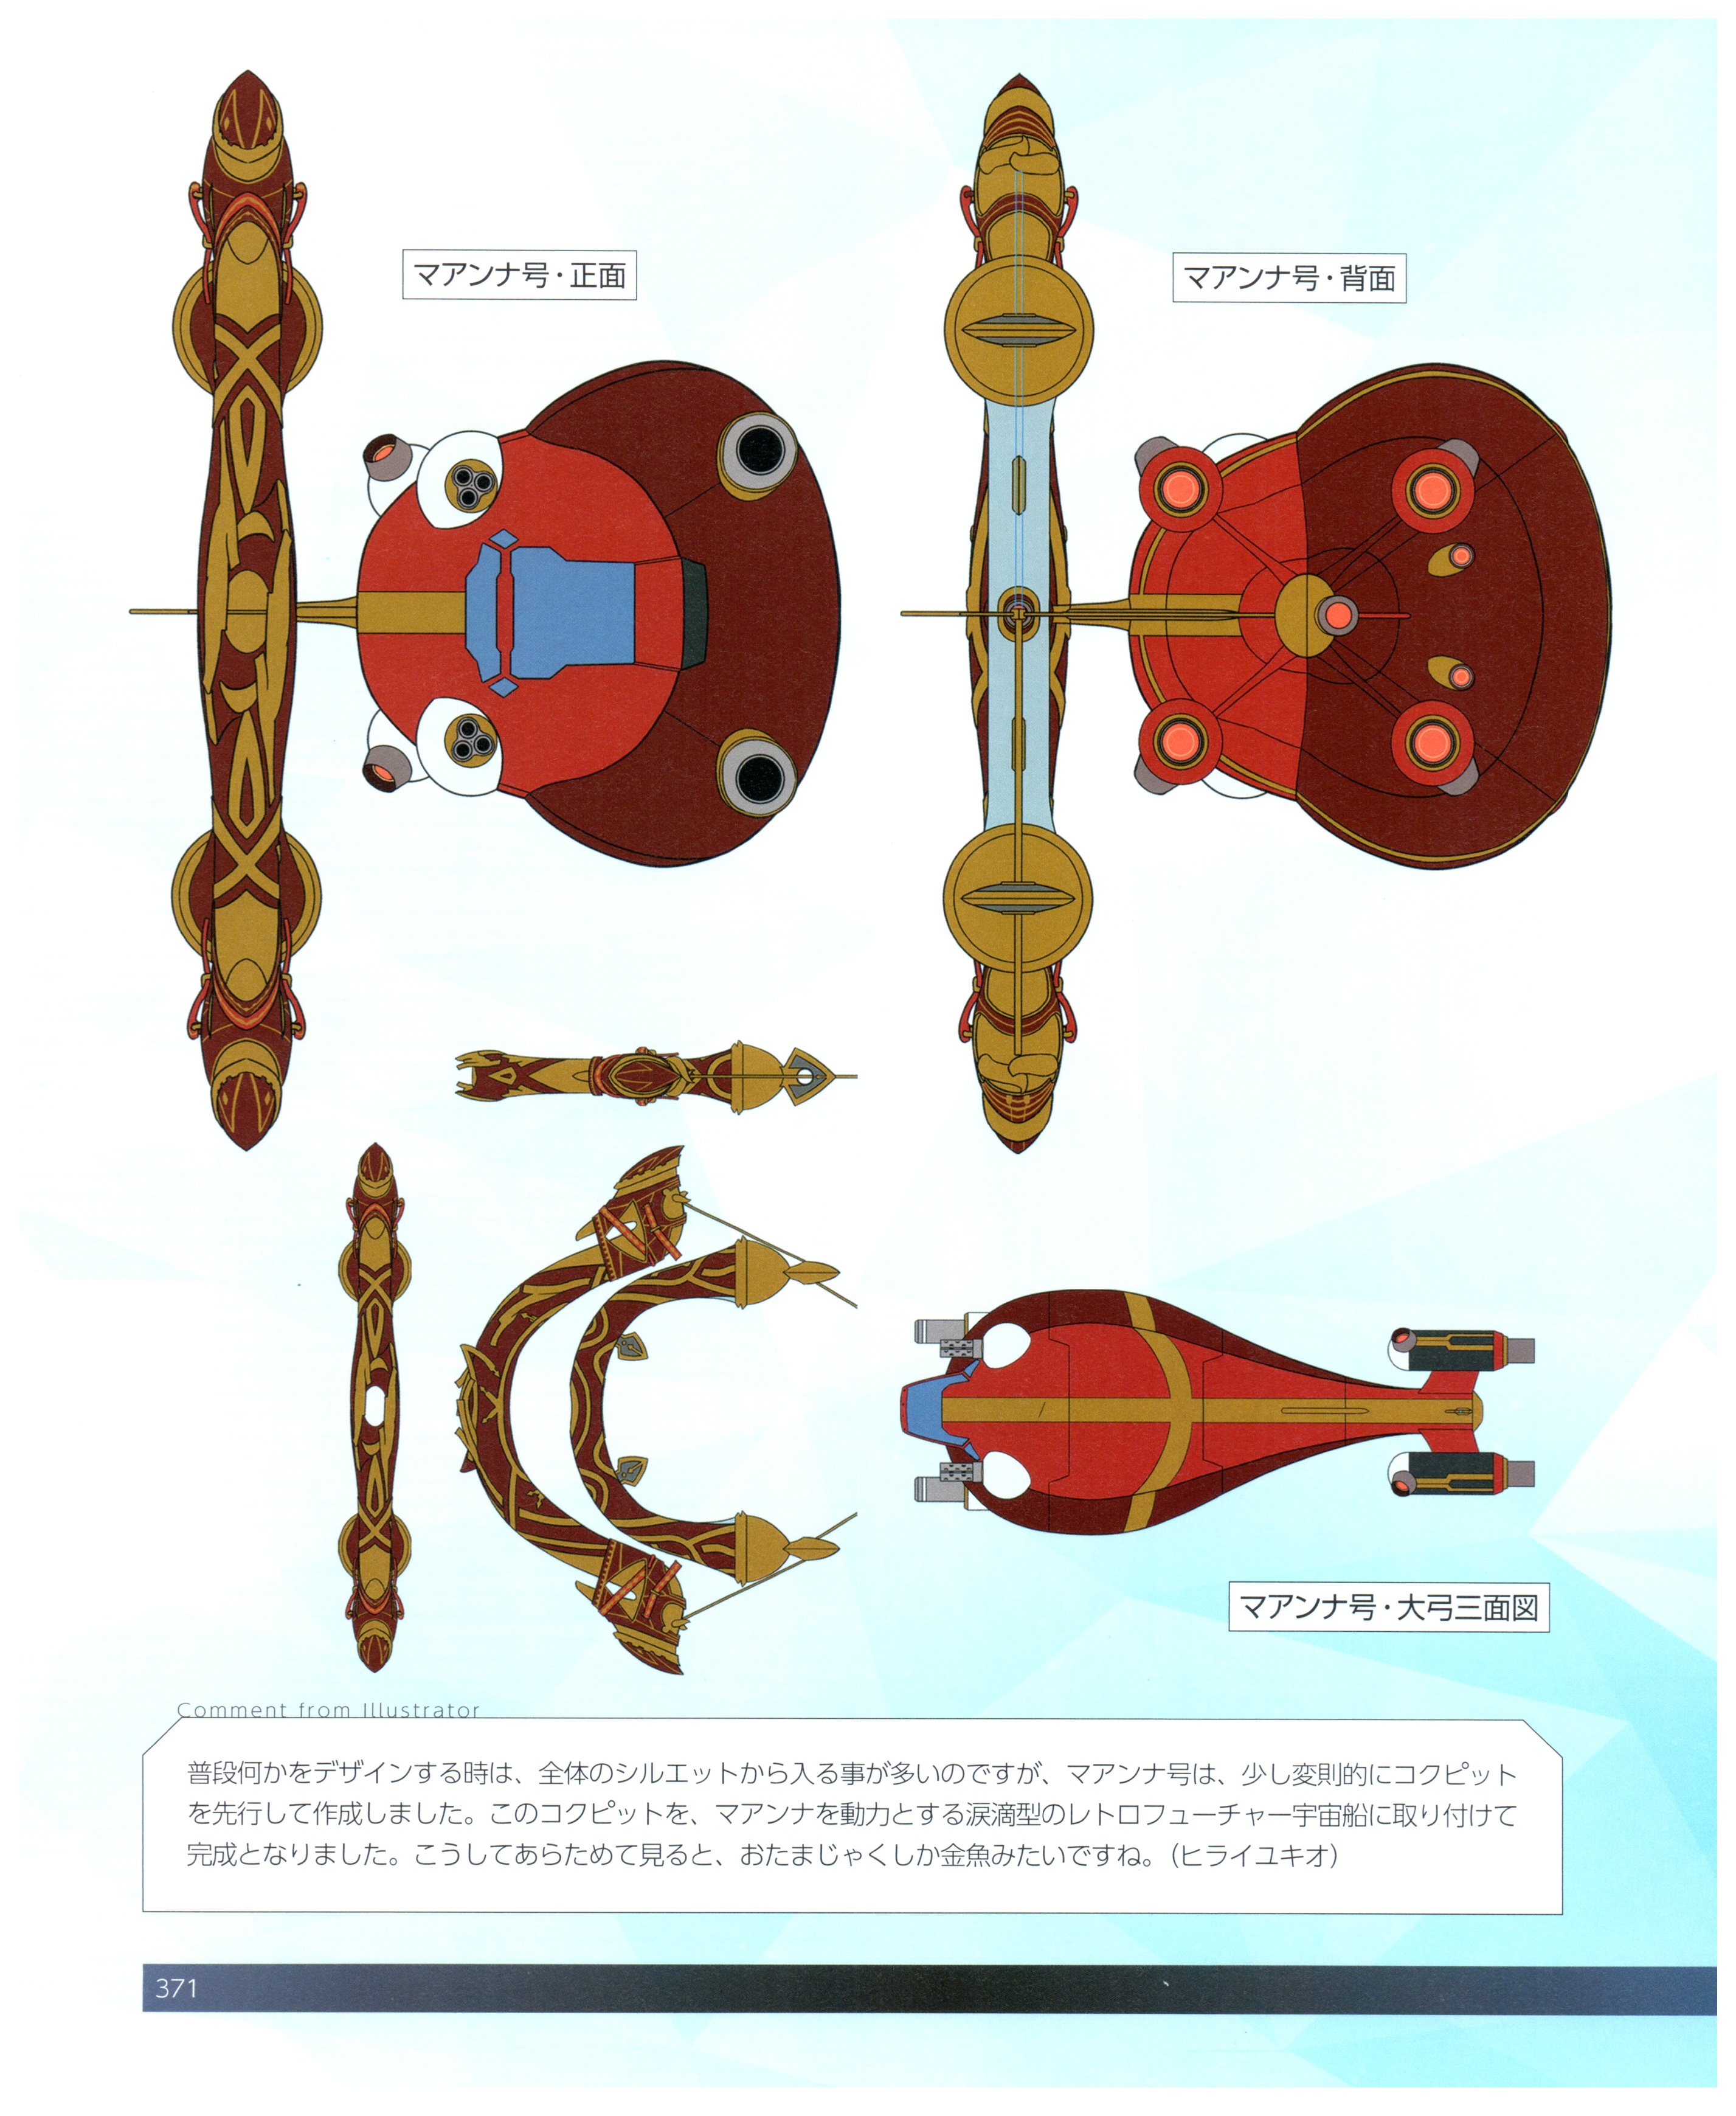 マアンナ号・正面
マアンナ号・背面
マアンナ号・大弓三面図
Comment from Illustrator
普段何かをデザインする時は、全体のシルエットから入る事が多いのですが、マアンナ号は、少し変則的にコクピット
を先行して作成しました。このコクピットを、マアンナを動力とする涙滴型のレトロフューチャー宇宙船に取り付けて
完成となりました。こうしてあらためて見ると、おたまじゃくしか金魚みたいですね。（ヒライユキオ）
371